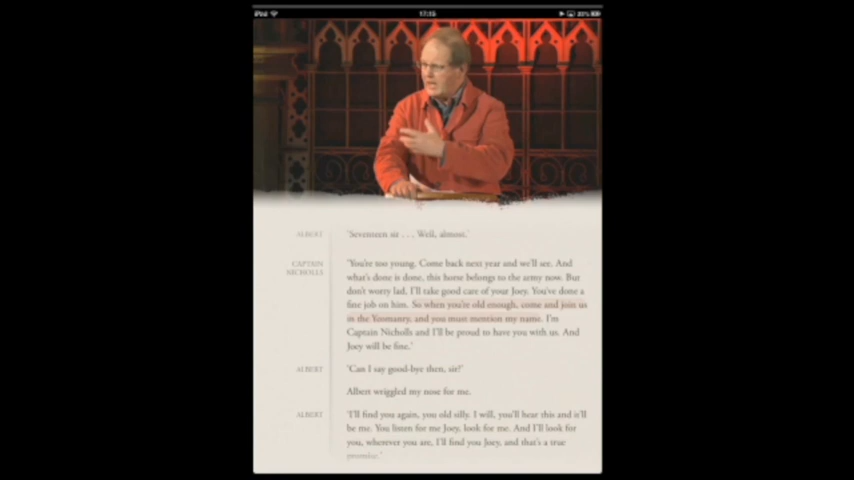 iPod 17:15 22%
ALBERT 'Seventeen sir . . . Well, almost.'
CAPTAIN NICHOLLS 'You're too young. Come back next year and we'll see. And
what's done is done, this horse belongs to the army now. But
don't worry lad, I'll take good care of your Joey. You've done a
fine job on him. So when you're old enough, come and join us
in the Yeomanry, and you must mention my name. I'm
Captain Nicholls and I'll be proud to have you with us. And
Joey will be fine.'
ALBERT 'Can I say good-bye then, sir?'
Albert wriggled my nose for me.
ALBERT 'I'll find you again, you old silly. I will, you'll hear this and it'll
be me. You listen for me Joey, look for me. And I'll look for
you, wherever you are, I'll find you Joey, and that's a true
promise.'